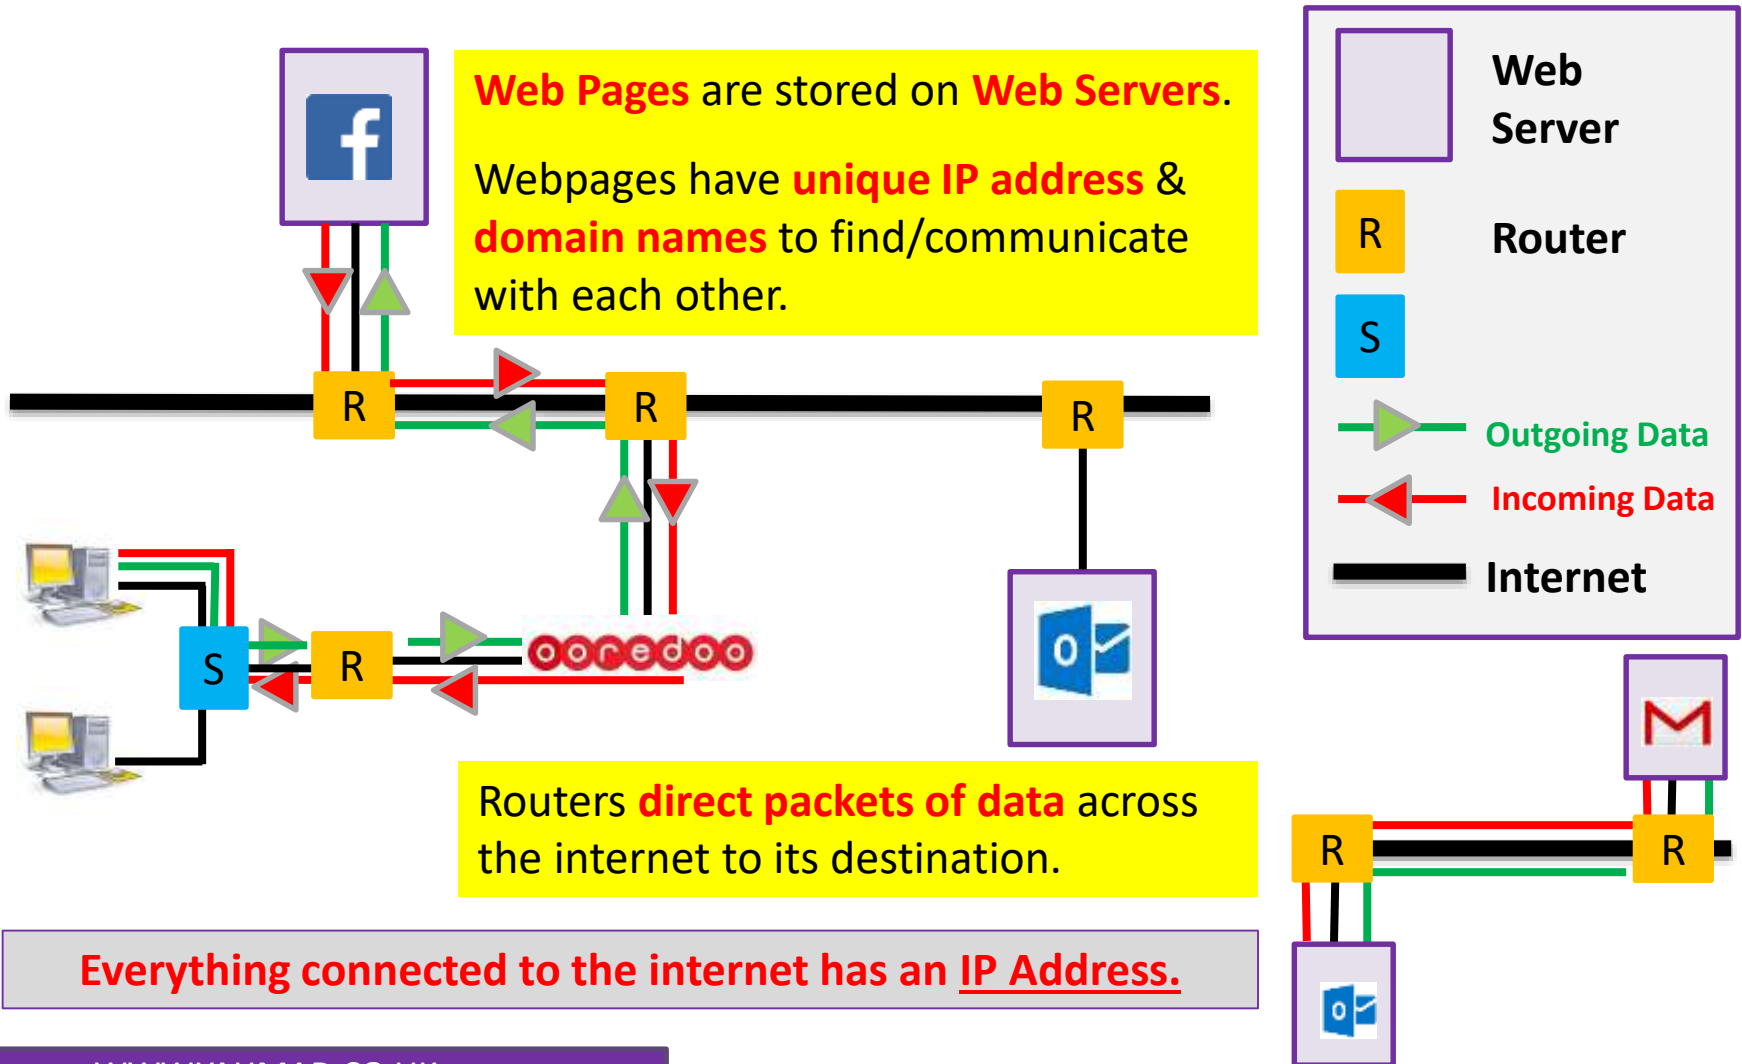 Web Pages are stored on Web Servers.
Webpages have unique IP address &
domain names to find/communicate
with each other.
Web
Server
R
Router
S
Outgoing Data
Incoming Data
Internet
f
R
R
R
S
R
ooredoo
o
Routers direct packets of data across
the internet to its destination.
M
R
R
o
Everything connected to the internet has an IP Address.